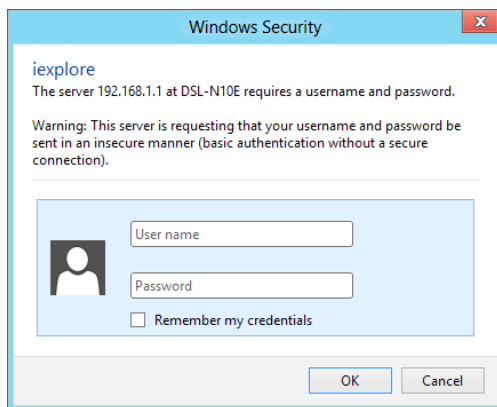 Windows Security
x
iexplore
The server 192.168.1.1 at DSL-N10E requires a username and password.
Warning: This server is requesting that your username and password be
sent in an insecure manner (basic authentication without a secure
connection).
User name
Password
Remember my credentials
OK
Cancel